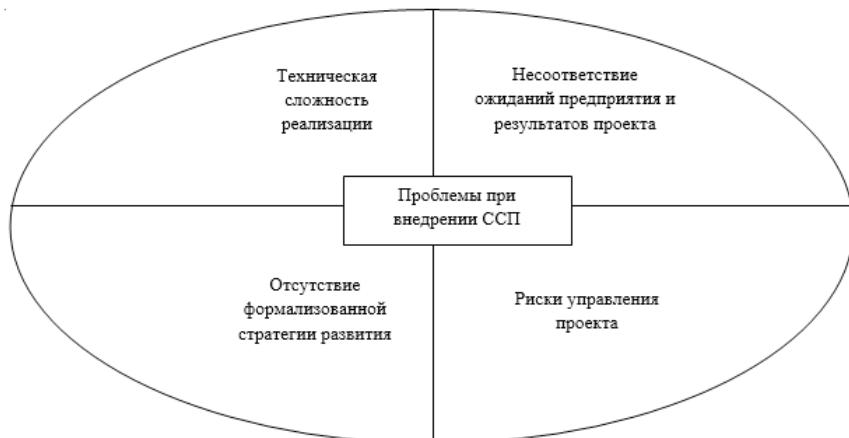 Техническая
сложность
реализации
Несоответствие
ожиданий предприятия и
результатов проекта
Проблемы при
внедрении ССП
Отсутствие
формализованной
стратегии развития
Риски управления
проекта